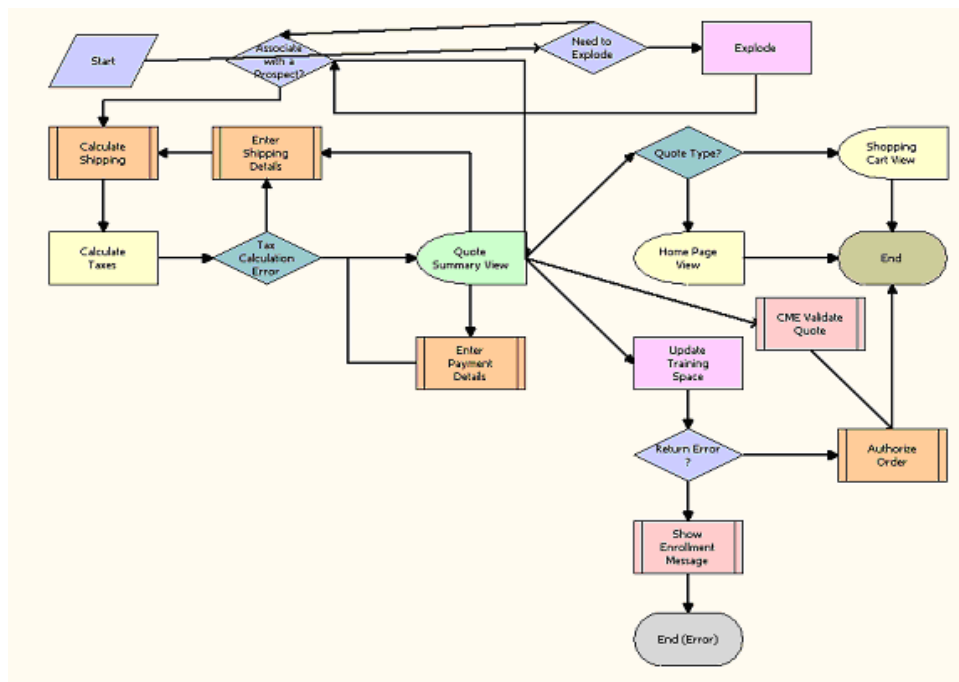 Start
Associate
with a
Prospect?
Need to
Explode
Explode
Calculate
Shipping
Enter
Shipping
Details
Quote Type?
Shopping
Cart View
Calculate
Taxes
Tax
Calculation
Error
Quote
Summary View
Home Page
View
End
CME Validate
Quote
Enter
Payment
Details
Update
Training
Space
Return Error
?
Authorize
Order
Show
Enrollment
Message
End (Error)